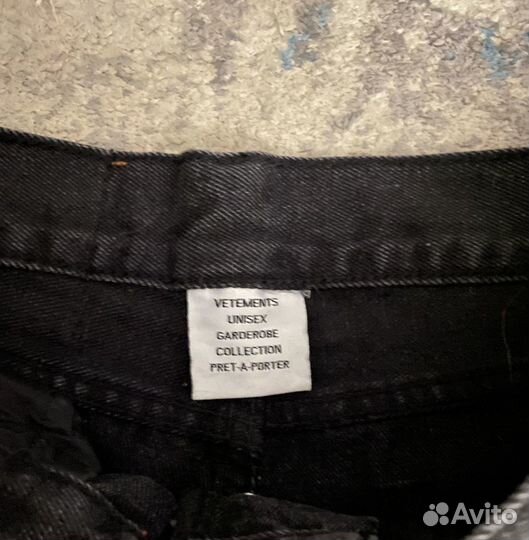 VETEMENTS
UNISEX
GARDEROBE
COLLECTION
PRET-A-PORTER
Avito